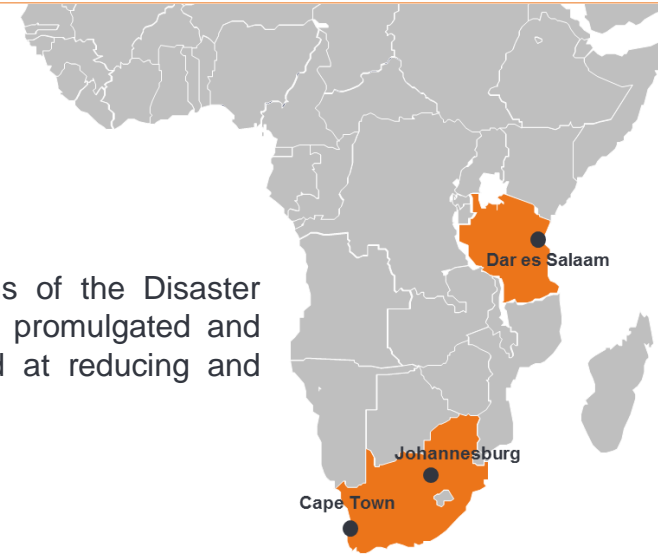 s of the Disaster
promulgated and
at reducing and
Dar es Salaam
Johannesburg
Cape Town